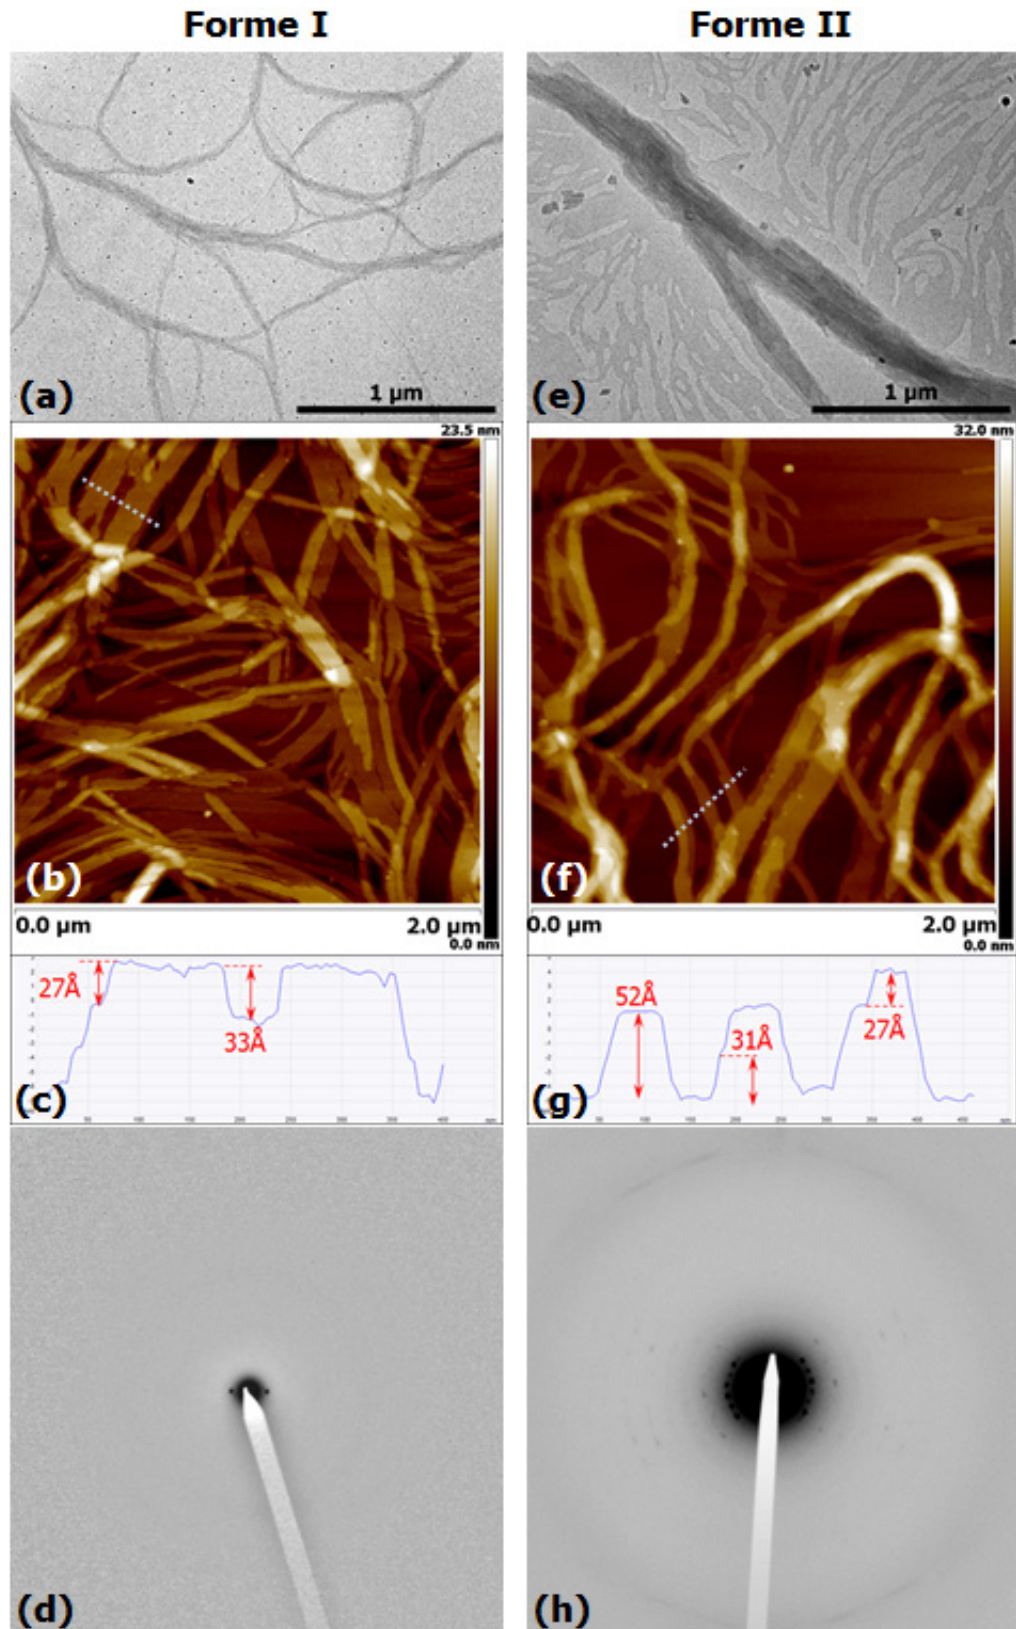 Forme I
Forme II
(a)
1 µm
(e)
1 µm
23.5 nm
(b)
0.0 µm
2.0 µm
0.0 nm
32.0 nm
(f)
0.0 µm
2.0 µm
0.0 nm
27Å
33Å
(c)
52Å
31Å
27Å
(g)
(d)
(h)